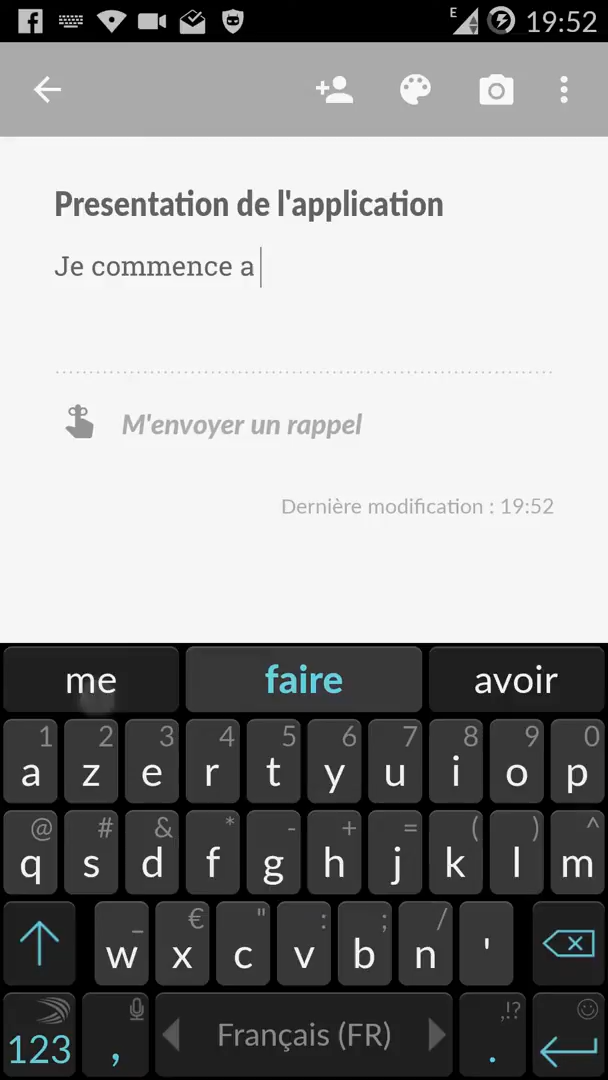 E 19:52
Presentation de l'application
Je commence a
M'envoyer un rappel
Dernière modification : 19:52
me faire avoir
1 2 3 4 5 6 7 8 9 0
a z e r t y u i o p
@ # & * - + = ( ) ^
q s d f g h j k l m
_ € " : ; /
w x c v b n '
,!?
123 , Français (FR) .